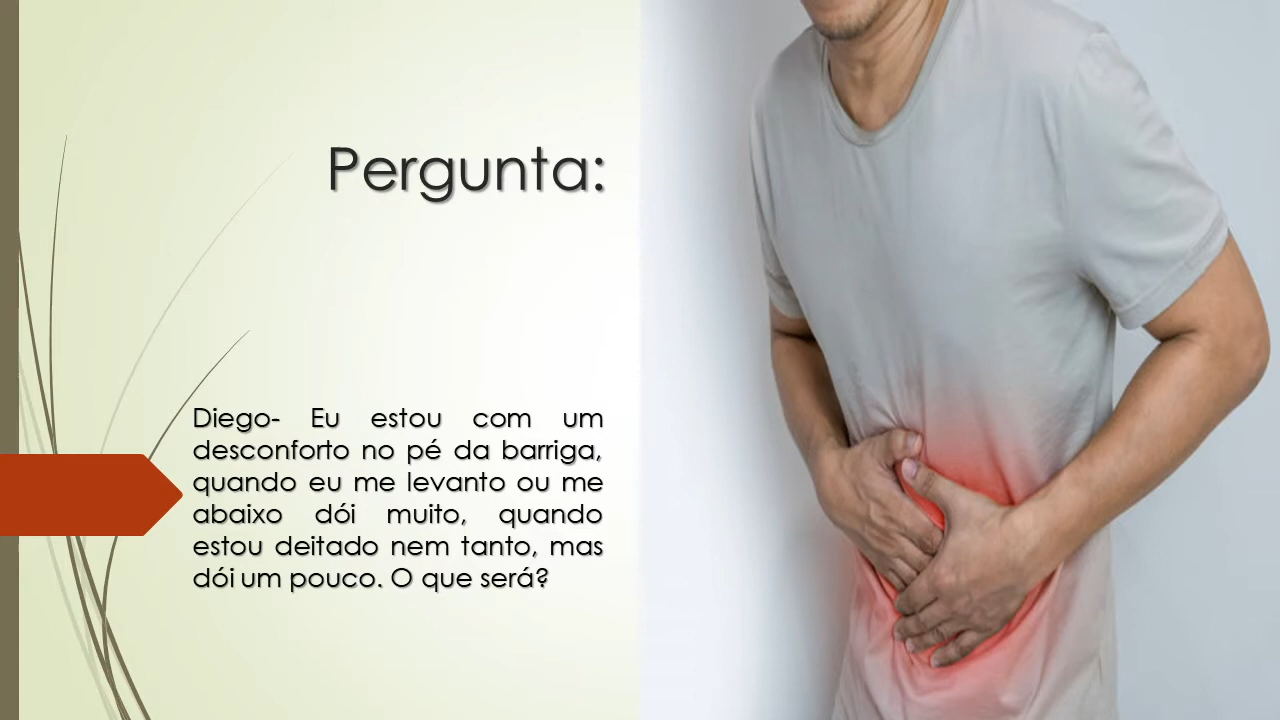 Pergunta:
Diego- Eu estou com um
desconforto no pé da barriga,
quando eu me levanto ou me
abaixo dói muito, quando
estou deitado nem tanto, mas
dói um pouco. O que será?